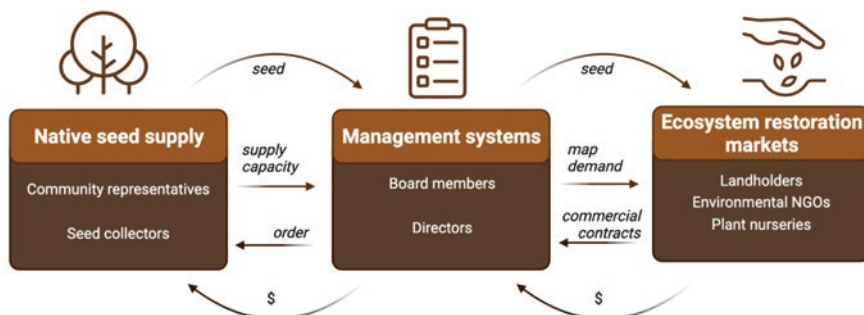 seed
seed
Native seed supply
Community representatives
Seed collectors
supply
capacity
order
Management systems
Board members
Directors
map
demand
commercial
contracts
Ecosystem restoration
markets
Landholders
Environmental NGOs
Plant nurseries
$
$